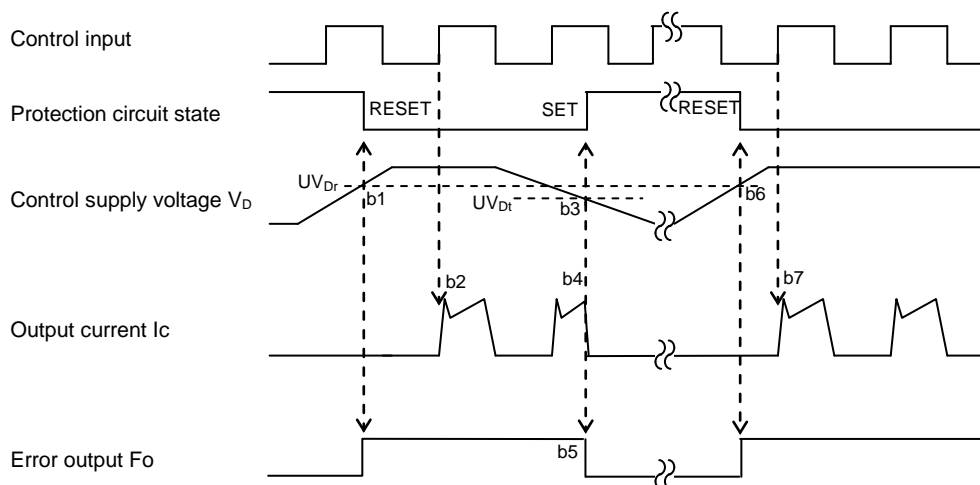 Control input
Protection circuit state
RESET
SET
RESET
Control supply voltage VD
UVDr
b1
UVDt
b3
b6
b2
b4
b7
Output current Ic
Error output Fo
b5